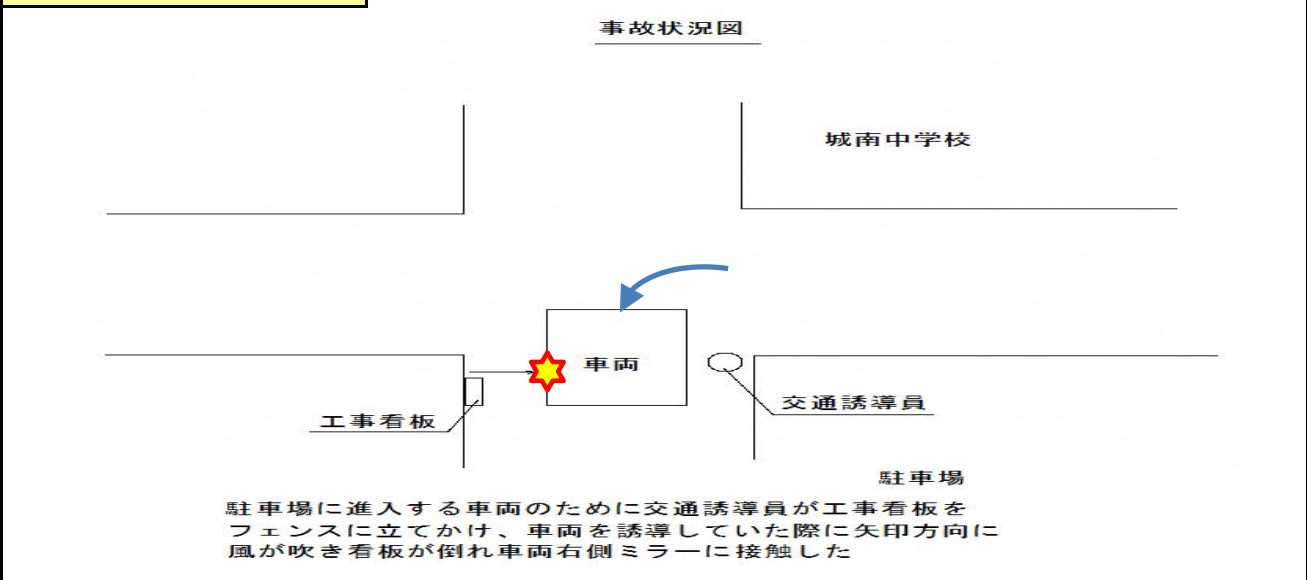 事故状況図
城南中学校
車両
工事看板
交通誘導員
駐車場
駐車場に進入する車両のために交通誘導員が工事看板を
フェンスに立てかけ、車両を誘導していた際に矢印方向に
風が吹き看板が倒れ車両右側ミラーに接触した